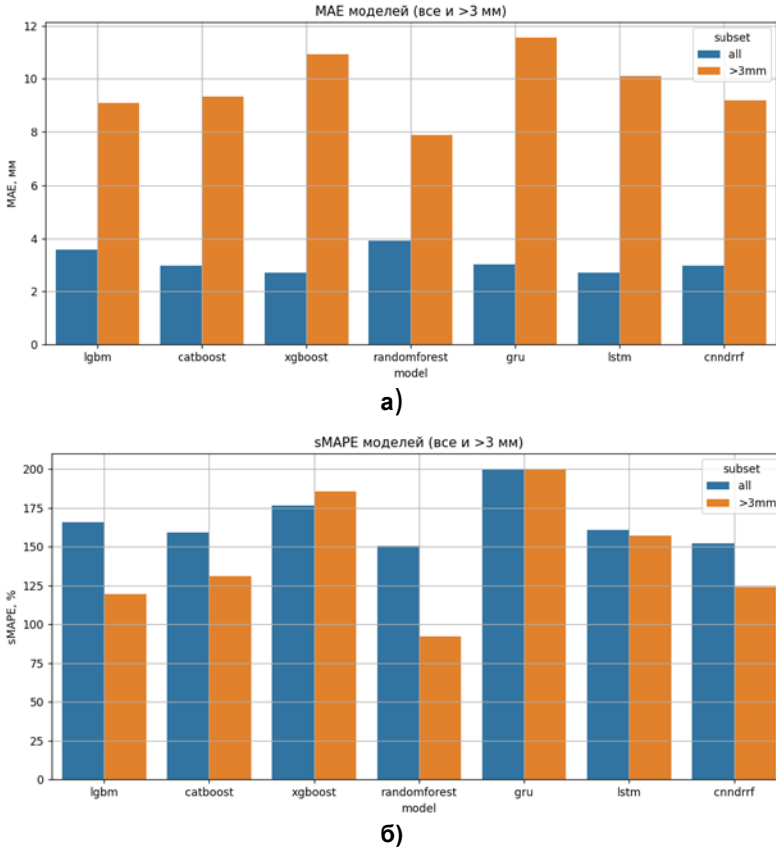 MAE моделей (все и >3 мм)
12
10
8
6
4
2
0
MAE, мм
subset
all
>3mm
lgbm catboost xgboost randomforest gru lstm cnndrrf
model
а)
sMAPE моделей (все и >3 мм)
200
175
150
125
100
75
50
25
0
sMAPE, %
subset
all
>3mm
lgbm catboost xgboost randomforest gru lstm cnndrrf
model
б)